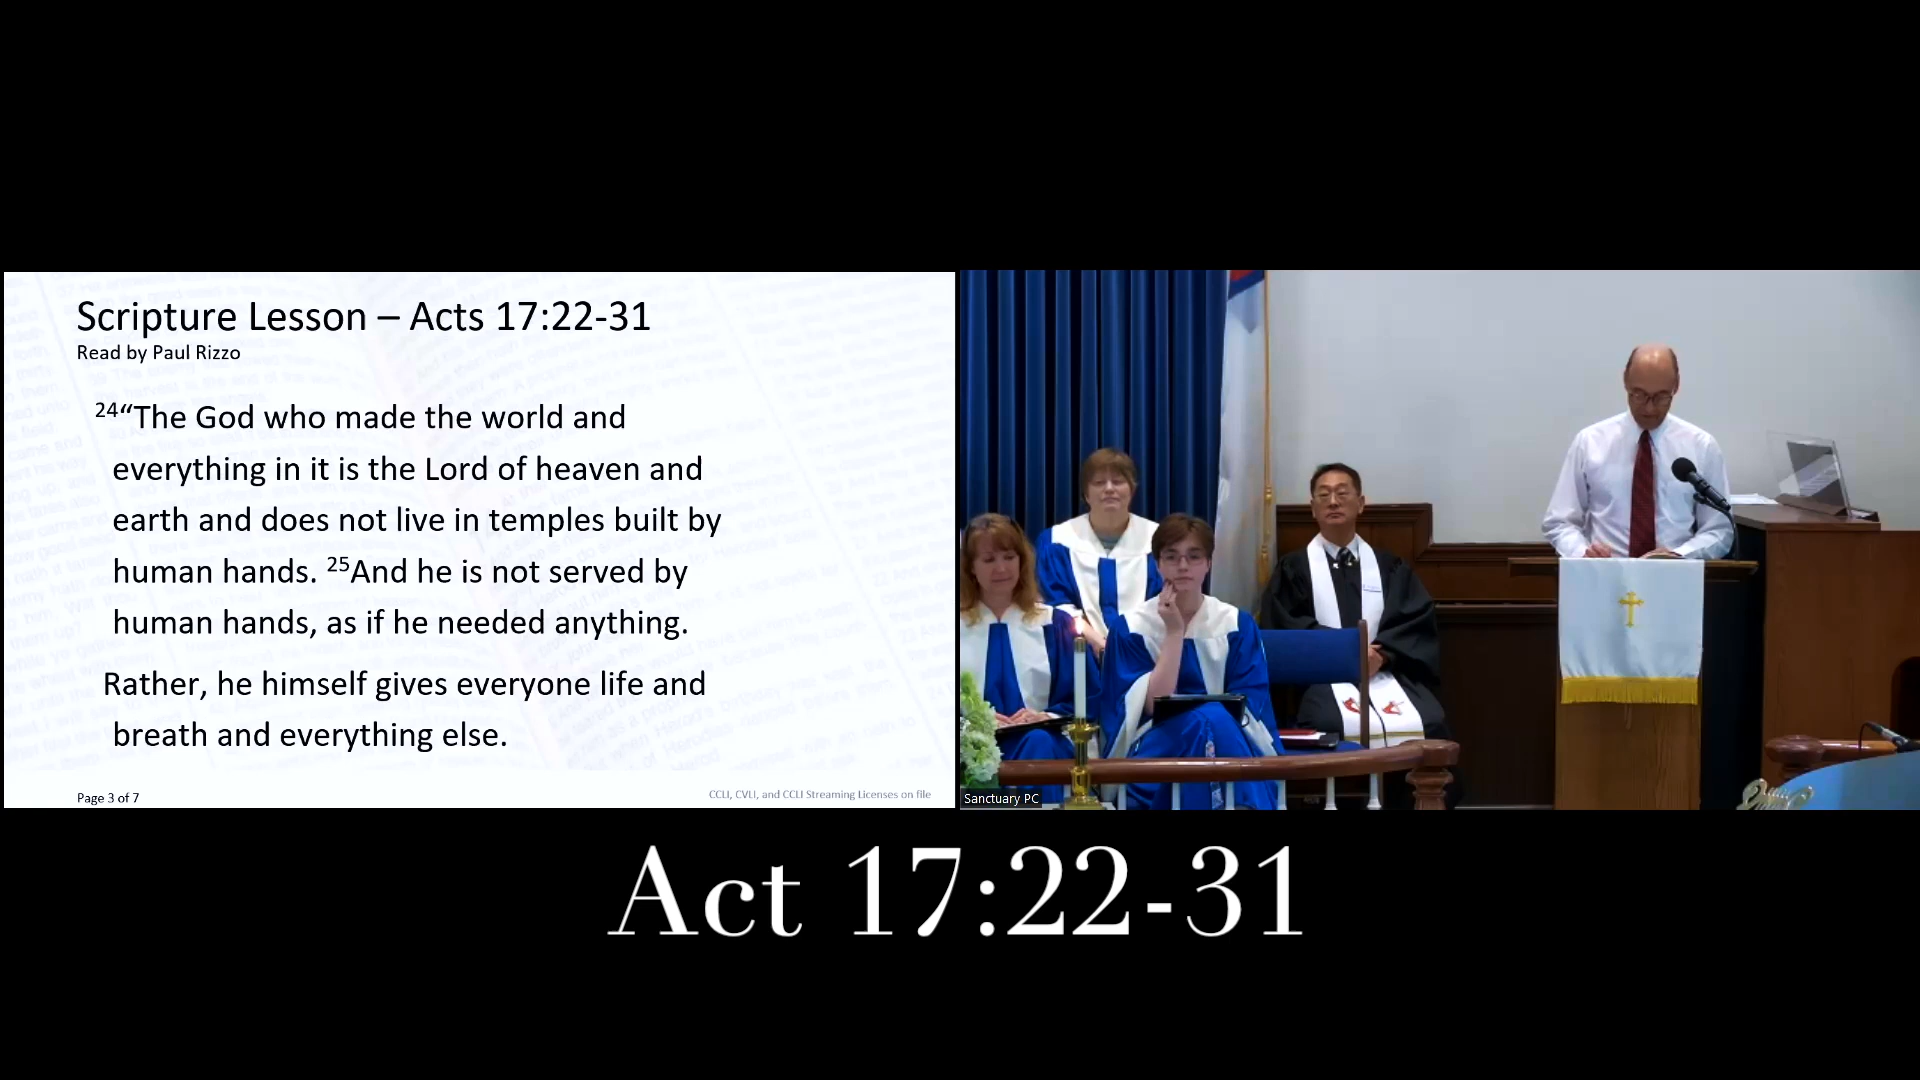 Scripture Lesson – Acts 17:22-31
Read by Paul Rizzo
24“The God who made the world and
everything in it is the Lord of heaven and
earth and does not live in temples built by
human hands. 25And he is not served by
human hands, as if he needed anything.
Rather, he himself gives everyone life and
breath and everything else.
Page 3 of 7
CCLI, CVLI, and CCLI Streaming Licenses on file
Sanctuary PC
Act 17:22-31